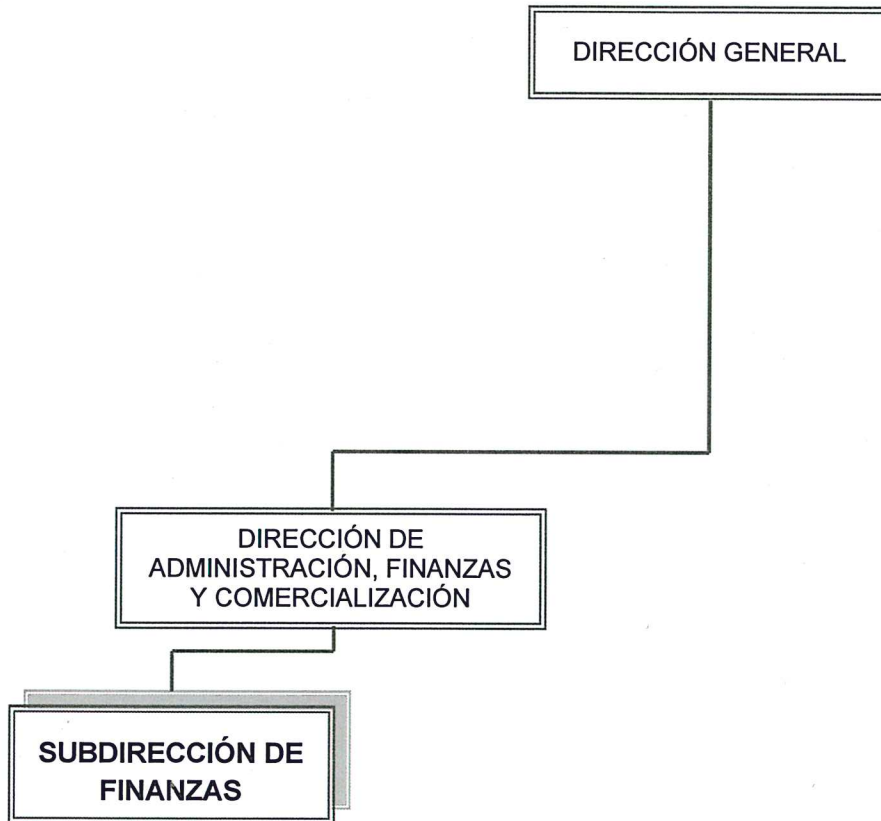 DIRECCIÓN GENERAL
DIRECCIÓN DE
ADMINISTRACIÓN, FINANZAS
Y COMERCIALIZACIÓN
SUBDIRECCIÓN DE
FINANZAS